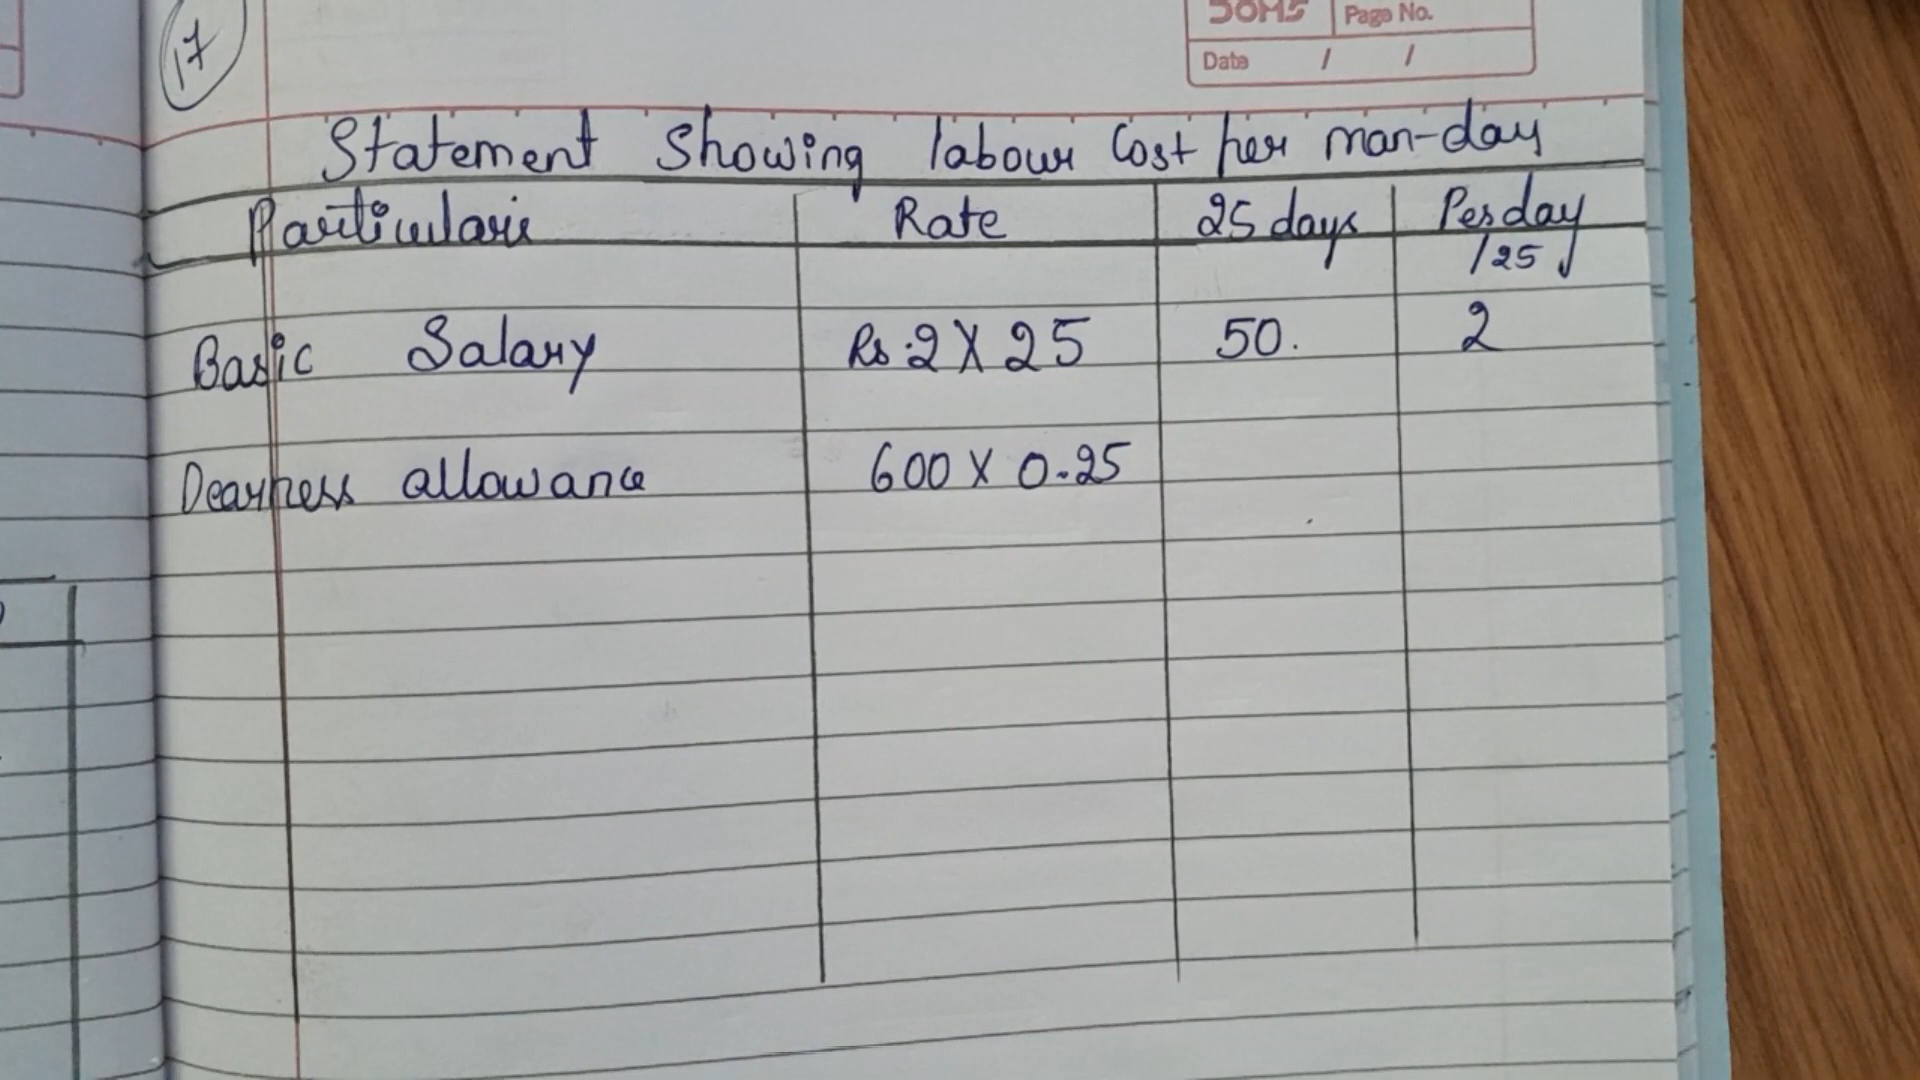 17
DOMS Page No.
Date / /
Statement Showing labour Cost per man-day
Particulars Rate 25 days Per day
/25
Basic Salary Rs.2 X 25 50. 2
Dearness allowance 600 X 0.25